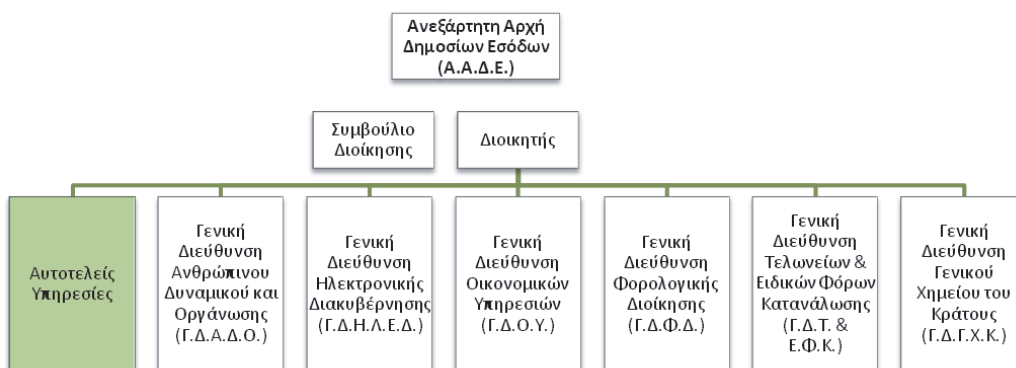 Ανεξάρτητη Αρχή
Δημοσίων Εσόδων
(Α.Α.Δ.Ε.)
Συμβούλιο
Διοίκησης
Διοικητής
Αυτοτελείς
Υπηρεσίες
Γενική
Διεύθυνση
Ανθρώπινου
Δυναμικού και
Οργάνωσης
(Γ.Δ.Α.Δ.Ο.)
Γενική
Διεύθυνση
Ηλεκτρονικής
Διακυβέρνησης
(Γ.Δ.Η.Λ.Ε.Δ.)
Γενική
Διεύθυνση
Οικονομικών
Υπηρεσιών
(Γ.Δ.Ο.Υ.)
Γενική
Διεύθυνση
Φορολογικής
Διοίκησης
(Γ.Δ.Φ.Δ.)
Γενική
Διεύθυνση
Τελωνείων &
Ειδικών Φόρων
Κατανάλωσης
(Γ.Δ.Τ. &
Ε.Φ.Κ.)
Γενική
Διεύθυνση
Γενικού
Χημείου του
Κράτους
(Γ.Δ.Γ.Χ.Κ.)